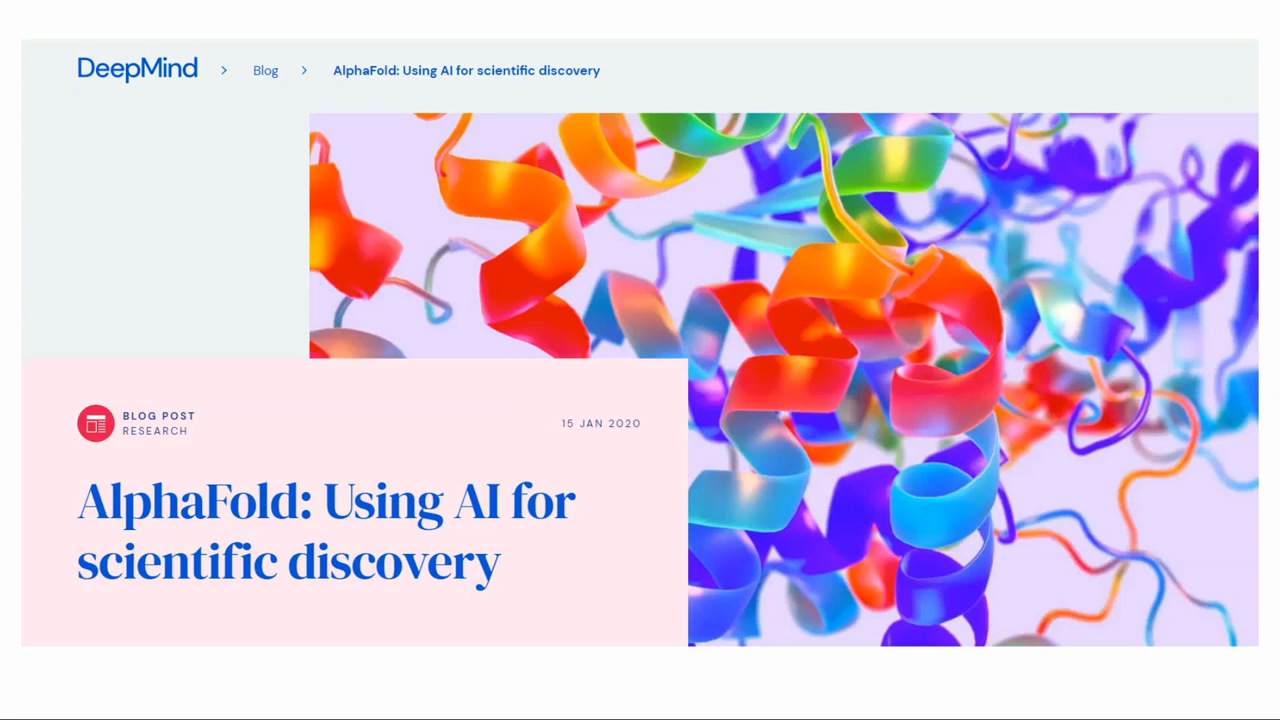 DeepMind > Blog > AlphaFold: Using AI for scientific discovery
BLOG POST
RESEARCH
15 JAN 2020
AlphaFold: Using AI for
scientific discovery